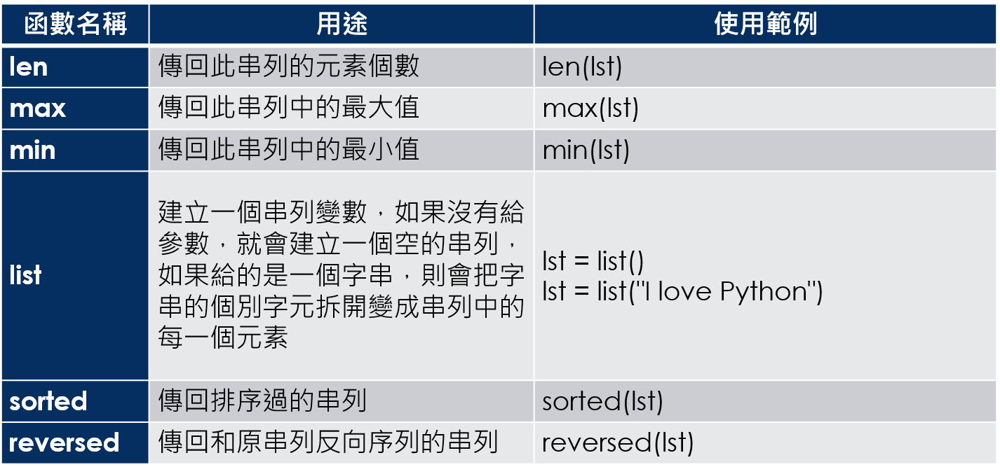 函數名稱 用途 使用範例
len 傳回此串列的元素個數 len(lst)
max 傳回此串列中的最大值 max(lst)
min 傳回此串列中的最小值 min(lst)
list
建立一個串列變數，如果沒有給
參數，就會建立一個空的串列，
如果給的是一個字串，則會把字
串的個別字元拆開變成串列中的
每一個元素
lst = list()
lst = list("I love Python")
sorted 傳回排序過的串列 sorted(lst)
reversed 傳回和原串列反向序列的串列 reversed(lst)